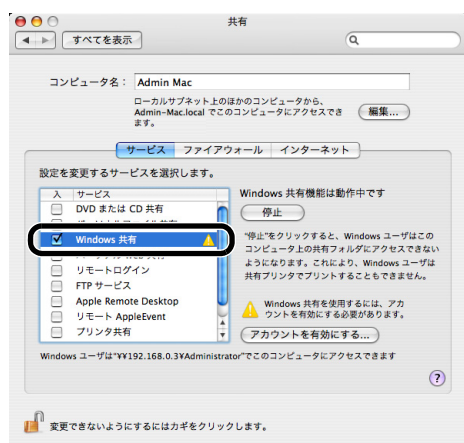 共有
すべてを表示
コンピュータ名：
Admin Mac
ローカルサブネット上のほかのコンピュータから、
Admin-Mac.local でこのコンピュータにアクセスでき
ます。
編集...
サービス ファイアウォール インターネット
設定を変更するサービスを選択します。
入 サービス
DVD または CD 共有
Windows 共有
リモートログイン
FTP サービス
Apple Remote Desktop
リモート AppleEvent
プリンタ共有
Windows 共有機能は動作中です
停止
"停止"をクリックすると、Windows ユーザはこの
コンピュータ上の共有フォルダにアクセスできない
ようになります。これにより、Windows ユーザは
共有プリンタでプリントすることもできません。
Windows 共有を使用するには、アカ
ウントを有効にする必要があります。
アカウントを有効にする...
Windows ユーザは"¥¥192.168.0.3¥Administrator"でこのコンピュータにアクセスできます
?
変更できないようにするにはカギをクリックします。